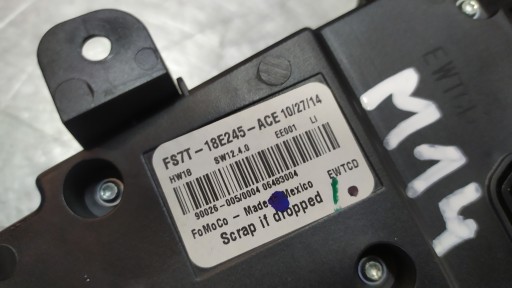 FS7T-18E245-ACE 10/27/14
HW18 SW12.4.0 EE001 LI
90026-005/0004 06483004
FoMoCo - Made Mexico EWTCD
Scrap if dropped
EWTCD
M14